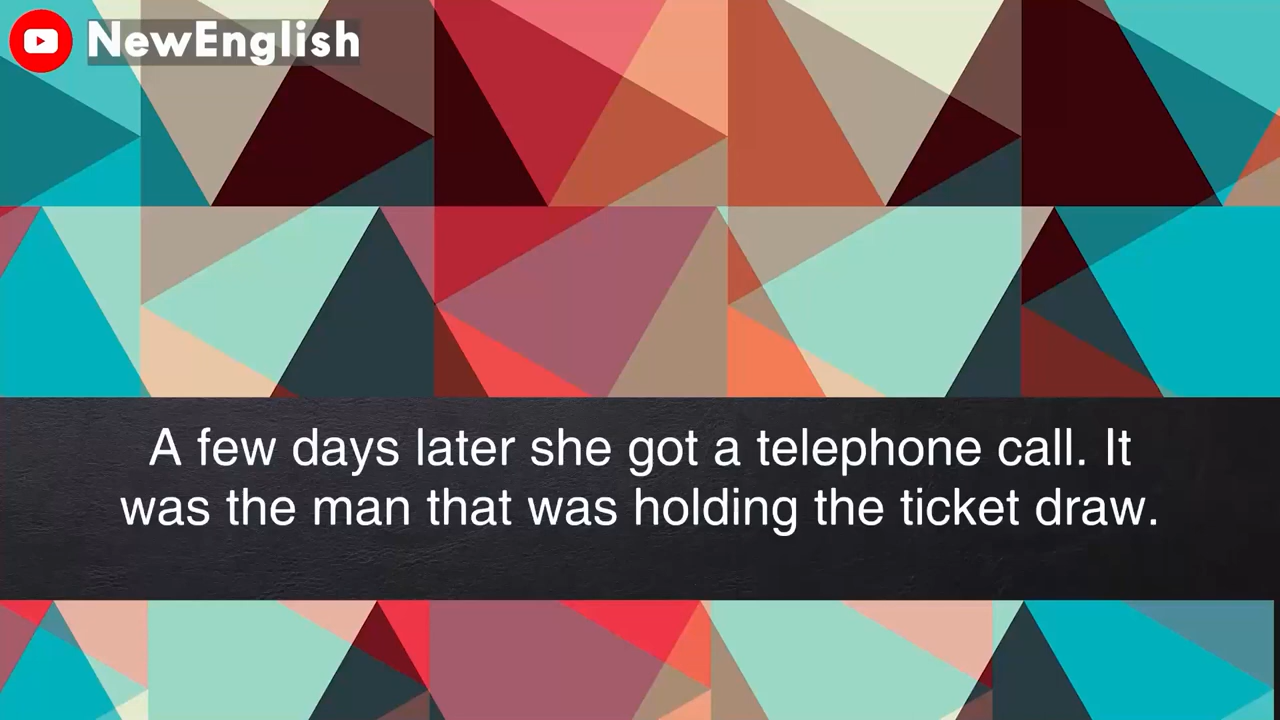 NewEnglish
A few days later she got a telephone call. It
was the man that was holding the ticket draw.